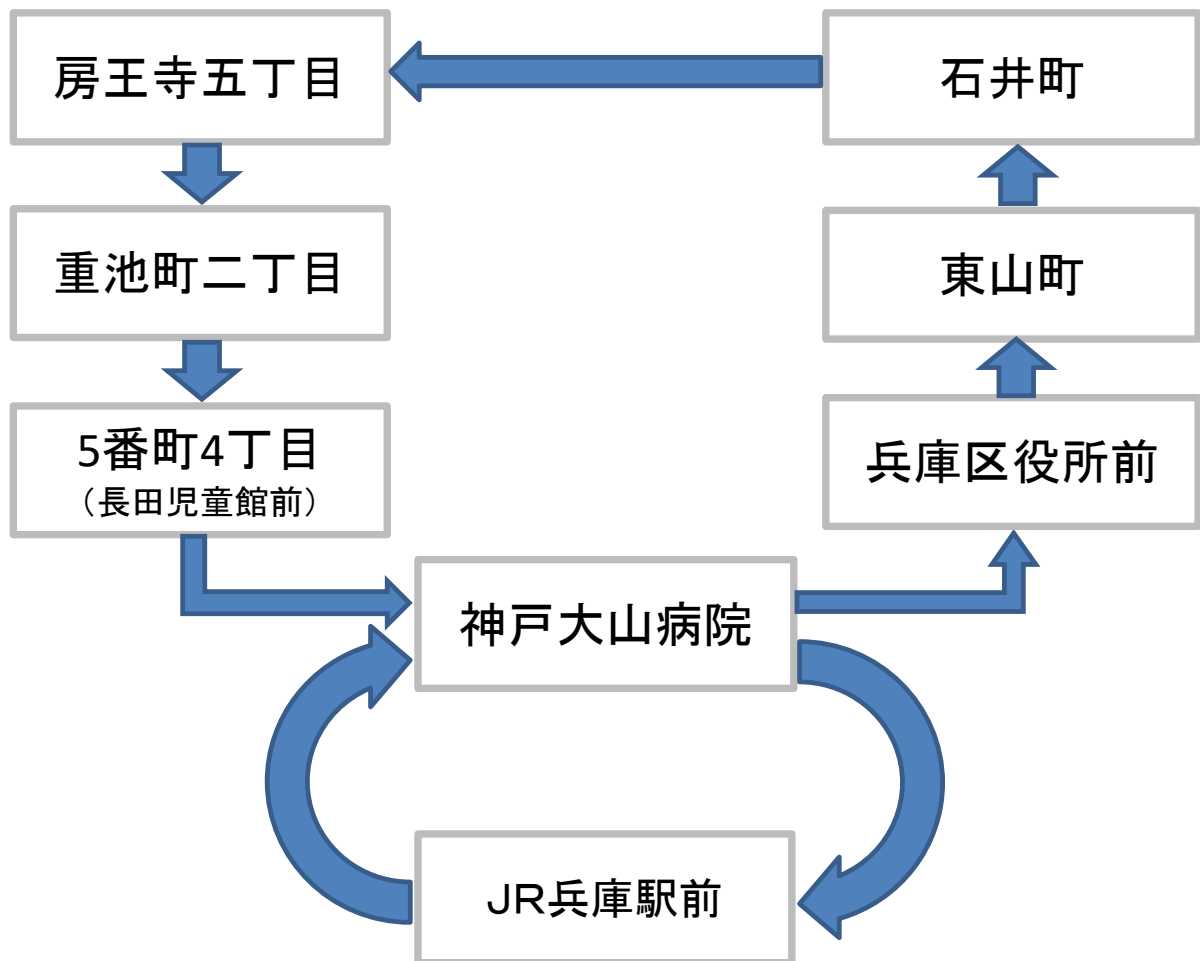 房王寺五丁目
石井町
重池町二丁目
東山町
5番町4丁目
（長田児童館前）
兵庫区役所前
神戸大山病院
JR兵庫駅前